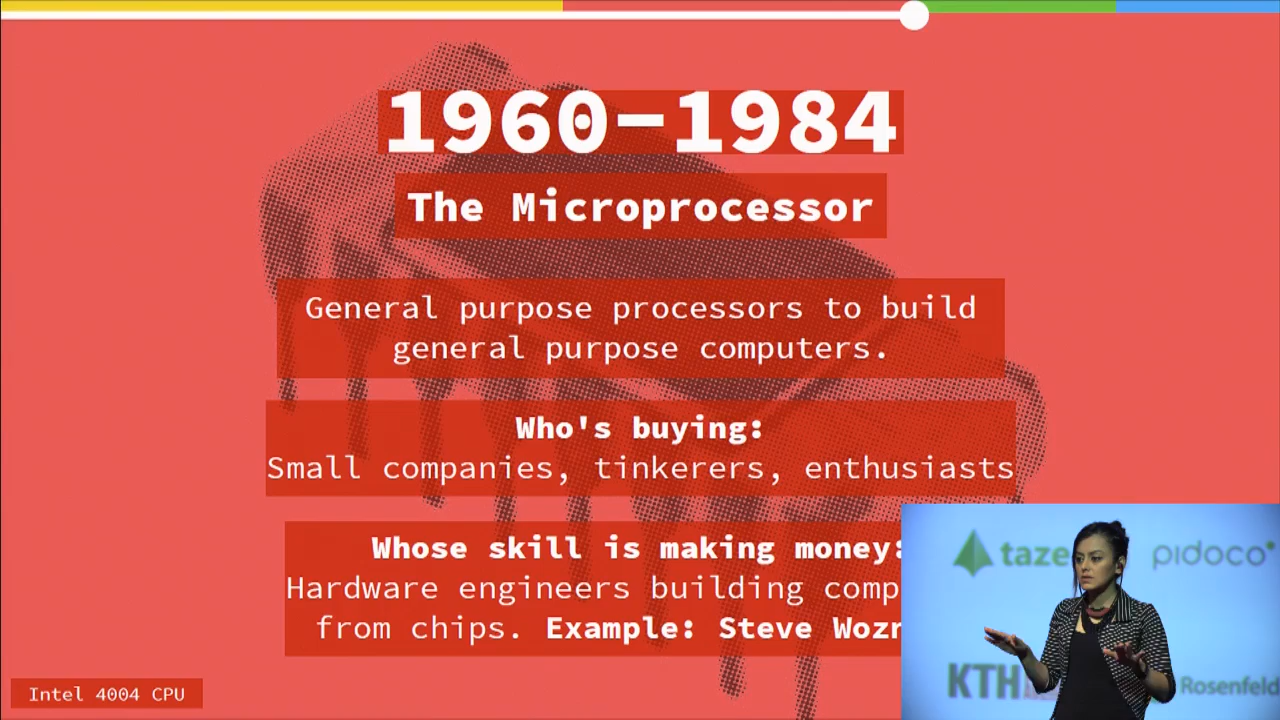 1960–1984
The Microprocessor
General purpose processors to build
general purpose computers.
Who's buying:
Small companies, tinkerers, enthusiasts
Whose skill is making money:
Hardware engineers building comp
from chips. Example: Steve
Intel 4004 CPU
taze
pidoco
KTH
Rosenfeld